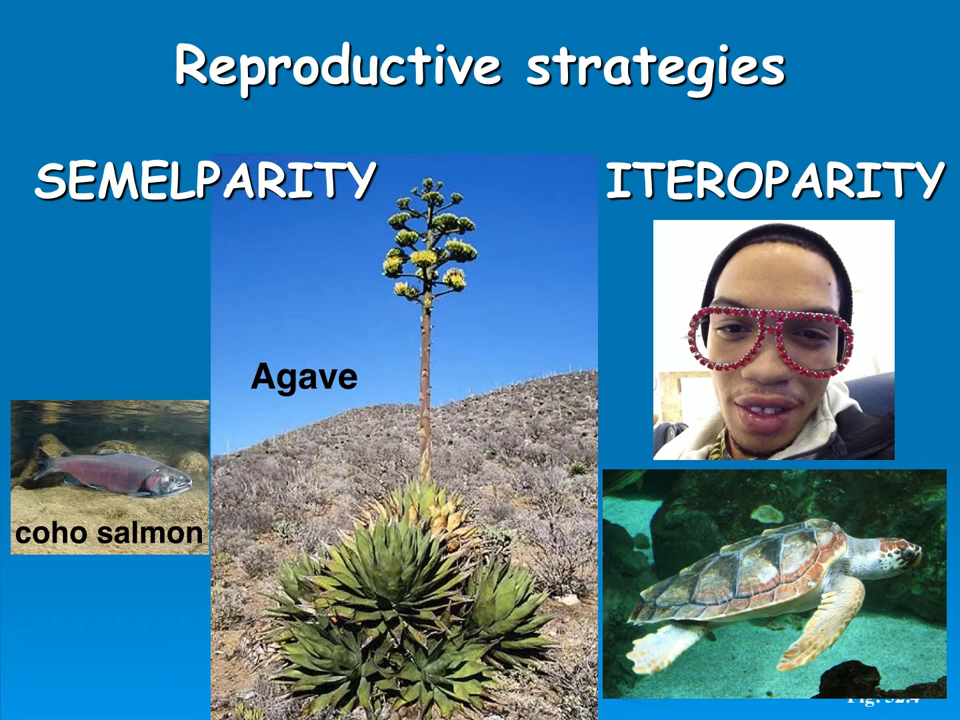 Reproductive strategies
SEMELPARITY
ITEROPARITY
Agave
coho salmon